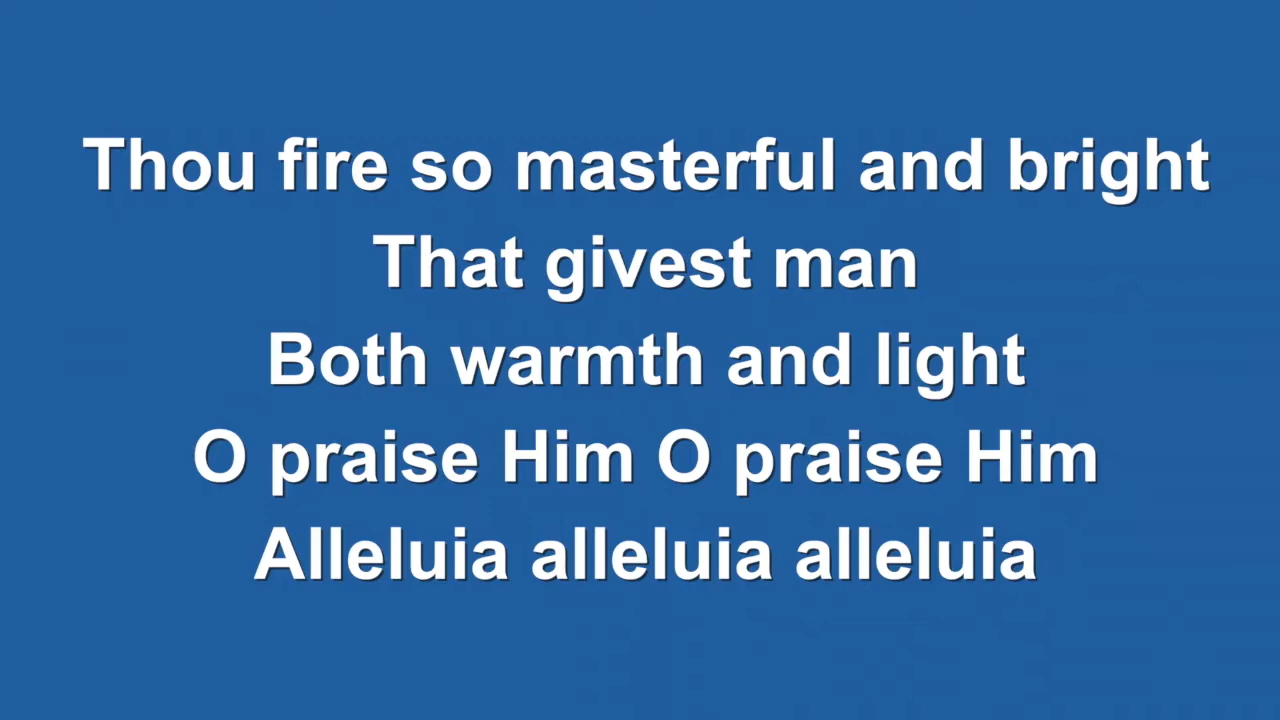 Thou fire so masterful and bright
That givest man
Both warmth and light
O praise Him O praise Him
Alleluia alleluia alleluia